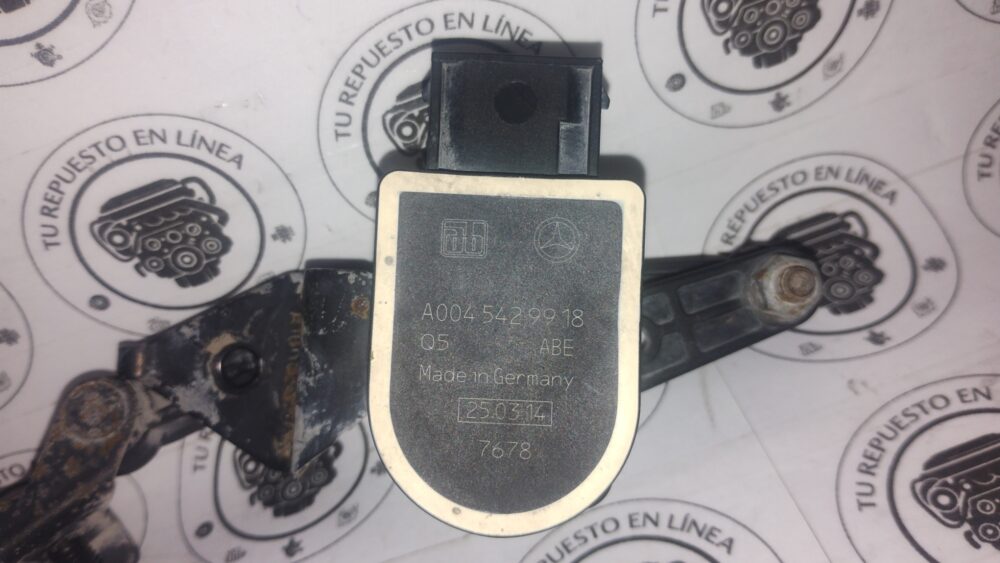 TU REPUESTO EN LÍNEA
TU REPUESTO EN LÍNEA
TU REPUESTO EN LÍNEA
A004 542 99 18
Q5 ABE
Made in Germany
25.03.14
7678
TU REPUESTO EN LÍNEA
TU REPUESTO EN LÍNEA